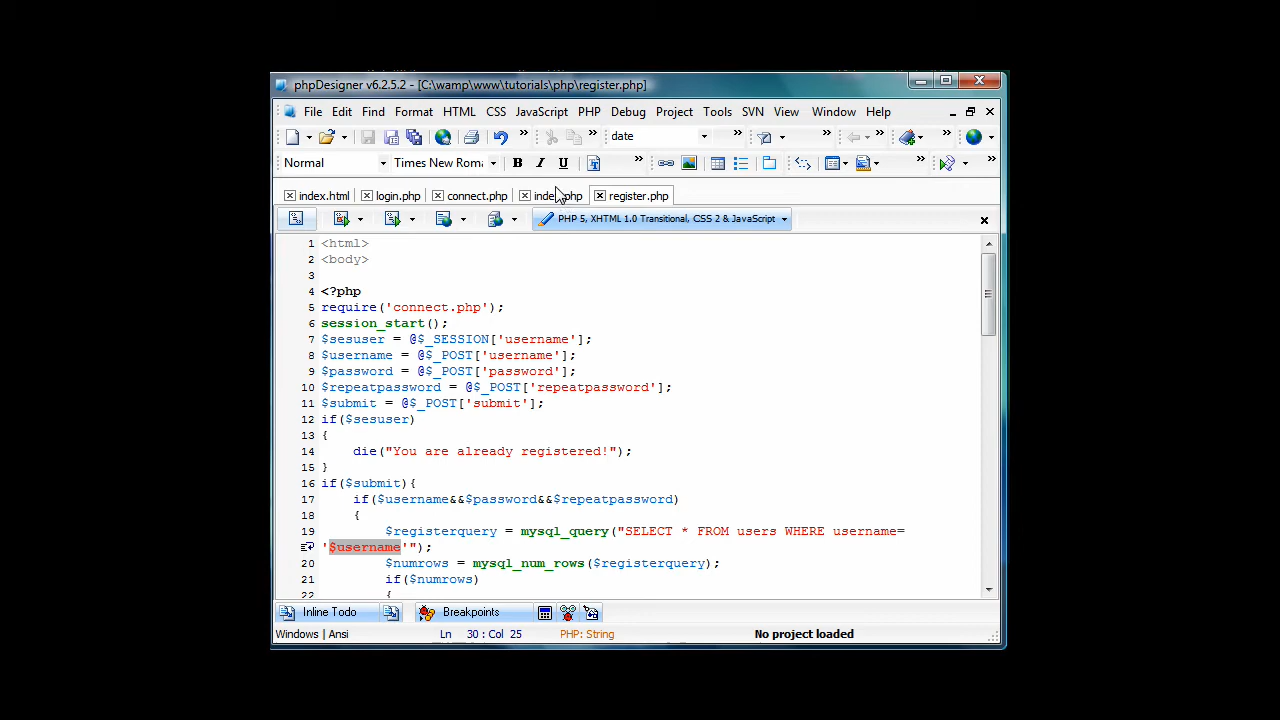 phpDesigner v6.2.5.2 - [C:\wamp\www\tutorials\php\register.php]
File Edit Find Format HTML CSS JavaScript PHP Debug Project Tools SVN View Window Help
date
Normal Times New Roma
index.html login.php connect.php register.php
PHP 5, XHTML 1.0 Transitional, CSS 2 & JavaScript
1 <html>
2 <body>
3
4 <?php
5 require('connect.php');
6 session_start();
7 $sesuser = @$_SESSION['username'];
8 $username = @$_POST['username'];
9 $password = @$_POST['password'];
10 $repeatpassword = @$_POST['repeatpassword'];
11 $submit = @$_POST['submit'];
12 if($sesuser)
13 {
14 die("You are already registered!");
15 }
16 if($submit){
17 if($username&&$password&&$repeatpassword)
18 {
19 $registerquery = mysql_query("SELECT * FROM users WHERE username=
'$username'");
20 $numrows = mysql_num_rows($registerquery);
21 if($numrows)
22 {
Inline Todo Breakpoints
Windows | Ansi Ln 30 : Col 25 PHP: String No project loaded